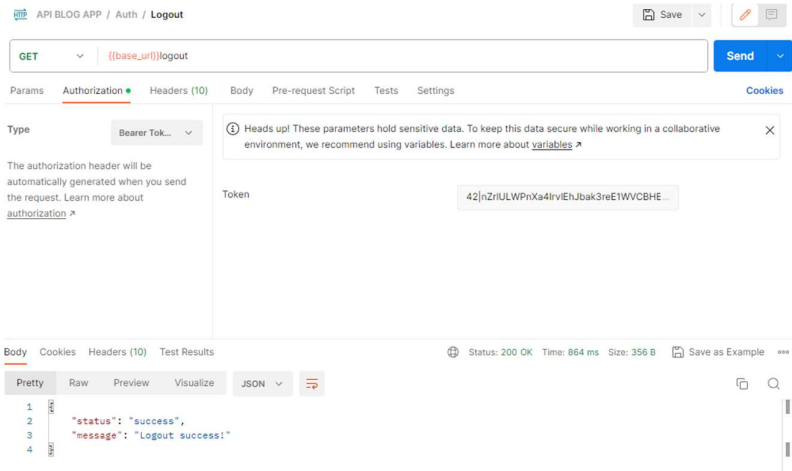 HTTP API BLOG APP / Auth / Logout Save
GET {{base_url}}logout Send
Params Authorization Headers (10) Body Pre-request Script Tests Settings Cookies
Type Bearer Tok...
Heads up! These parameters hold sensitive data. To keep this data secure while working in a collaborative
environment, we recommend using variables. Learn more about variables ↗
The authorization header will be
automatically generated when you send
the request. Learn more about
authorization ↗
Token 42|nZrIULWPnXa4IrvlEhJbak3reE1WVCBHE...
Body Cookies Headers (10) Test Results Status: 200 OK Time: 864 ms Size: 356 B Save as Example
Pretty Raw Preview Visualize JSON
1 {
2 "status": "success",
3 "message": "Logout success!"
4 }